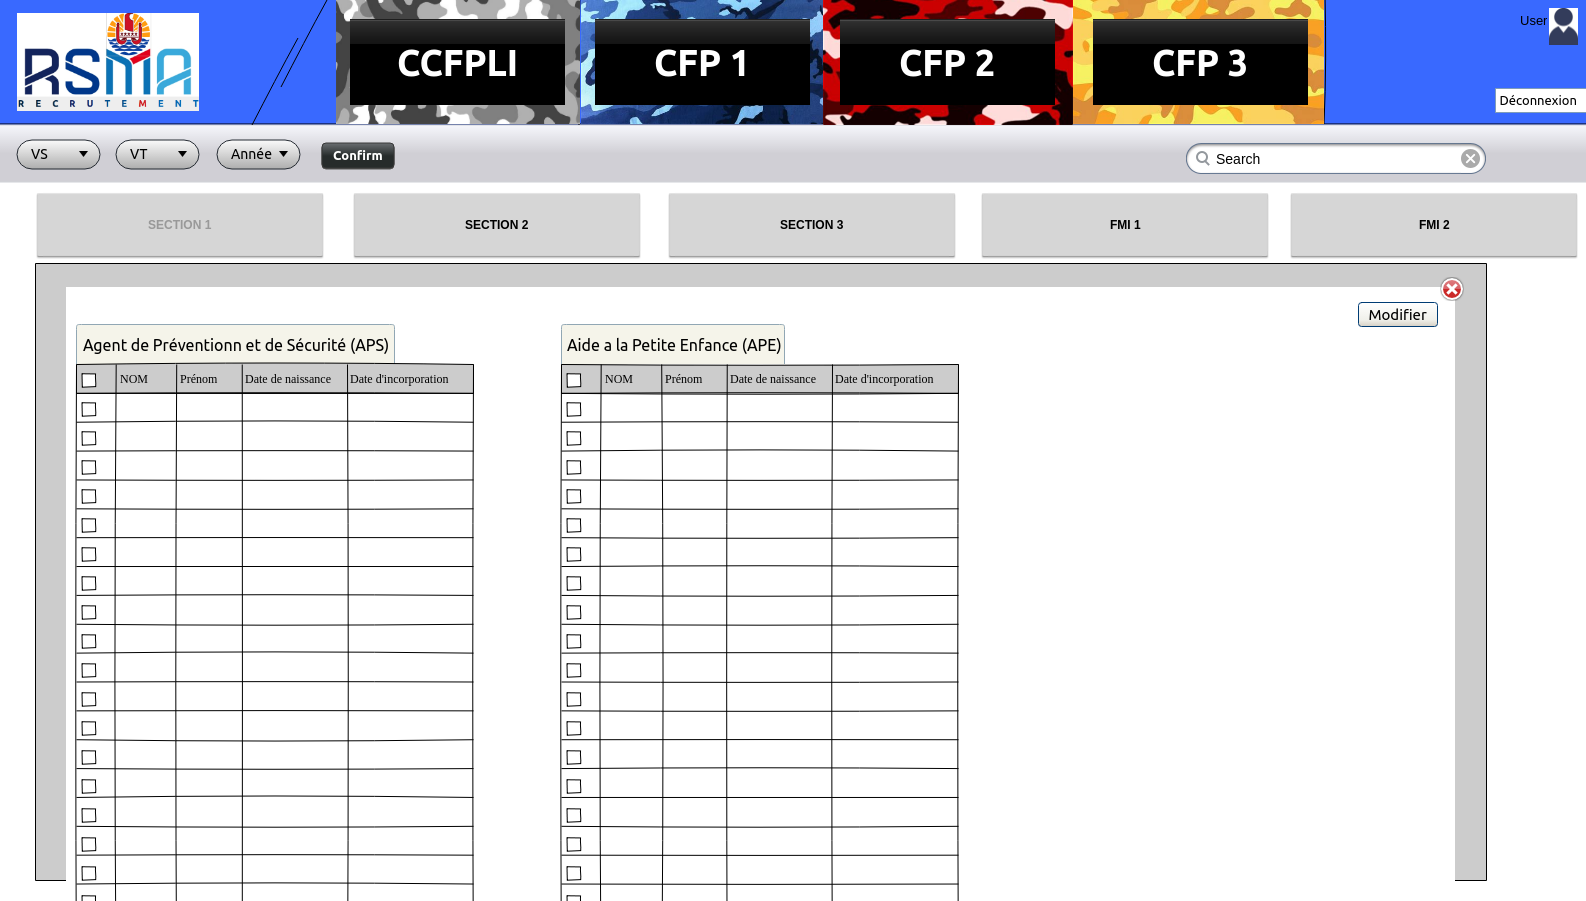 RSMA
RECRUTEMENT
CCFPLI
CFP 1
CFP 2
CFP 3
User
Déconnexion
VS
VT
Année
Confirm
Search
SECTION 1
SECTION 2
SECTION 3
FMI 1
FMI 2
Modifier
Agent de Préventionn et de Sécurité (APS)
Aide a la Petite Enfance (APE)
NOM Prénom Date de naissance Date d'incorporation
NOM Prénom Date de naissance Date d'incorporation